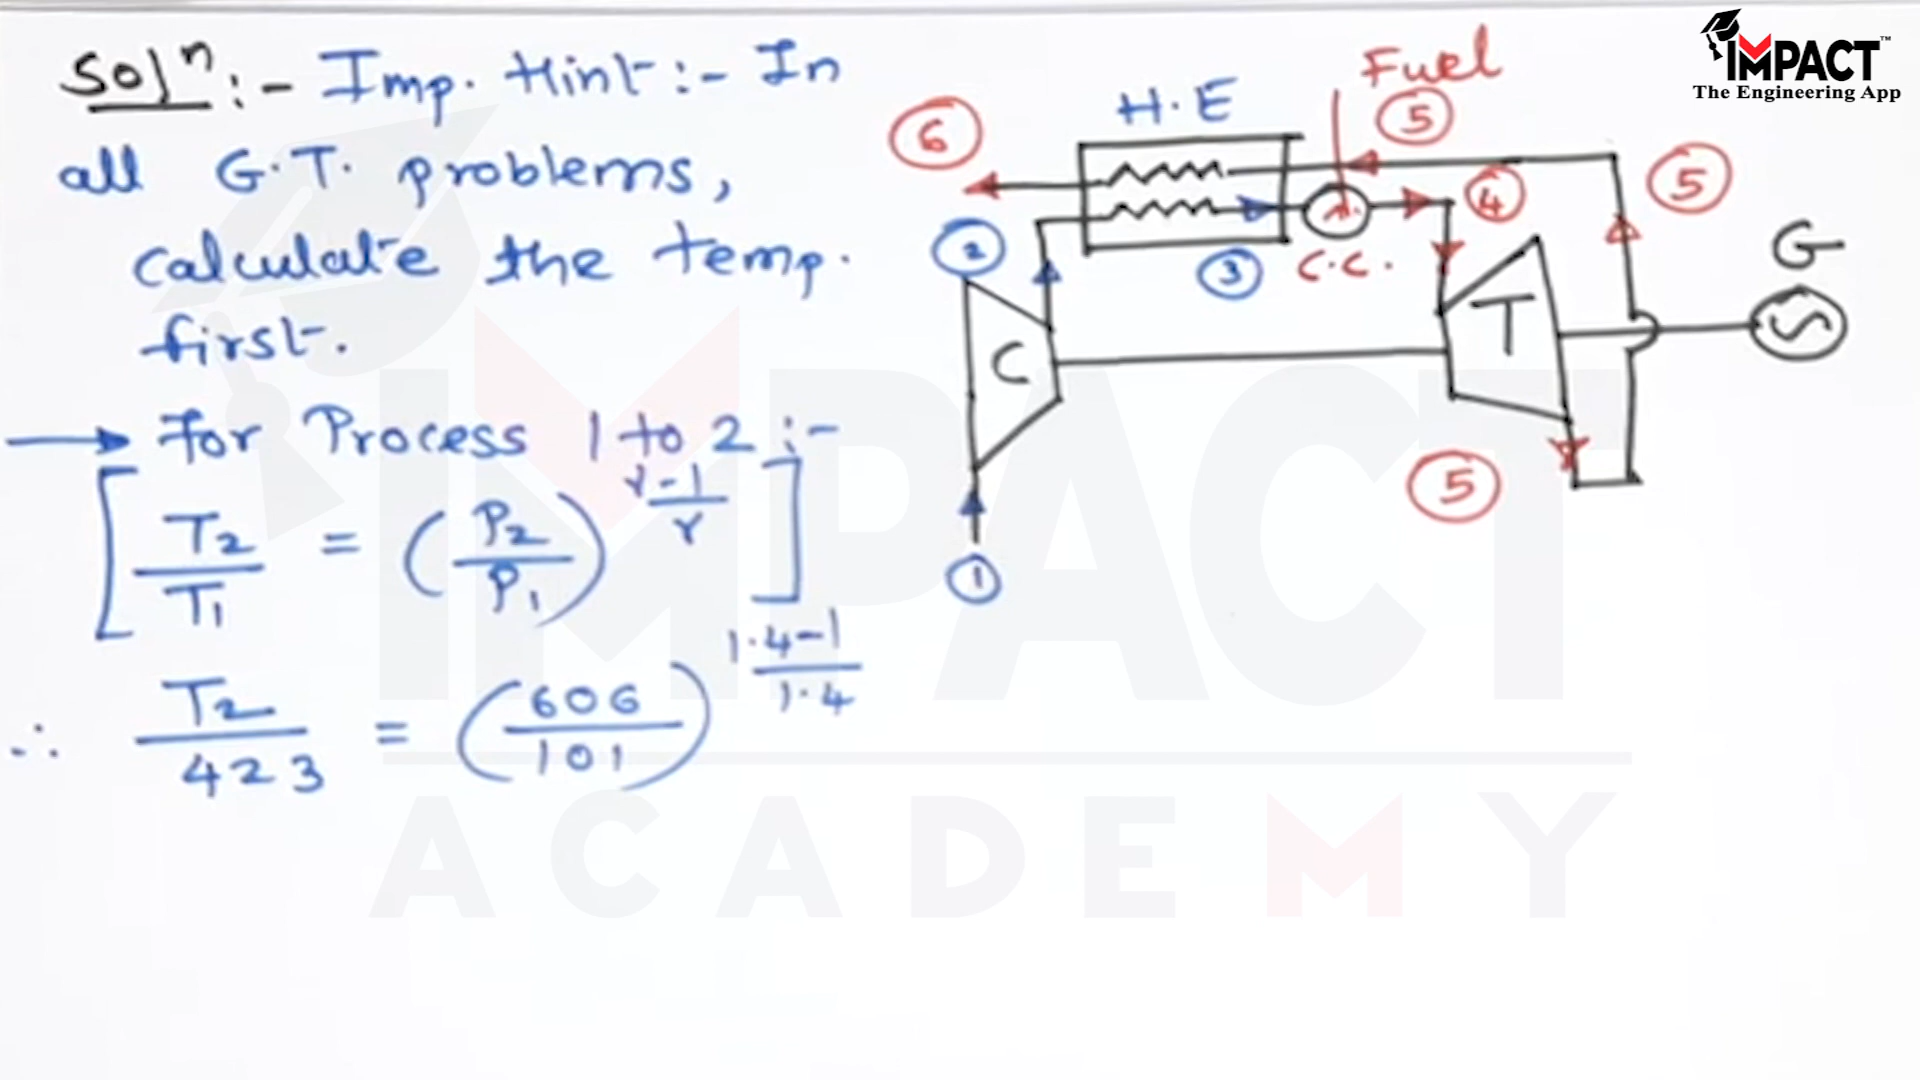 Solⁿ :- Imp. Hint :- In
all G.T. problems,
calculate the temp.
first.
→ For Process 1 to 2 :-
[ T₂ / T₁ = ( P₂ / P₁ )^(γ-1 / γ) ]
∴ T₂ / 423 = ( 606 / 101 )^(1.4-1 / 1.4)
Fuel
H.E
6
5
5
4
2
3
C.C.
G
C
T
5
1
IMPACT™
The Engineering App
IMPACT
ACADEMY